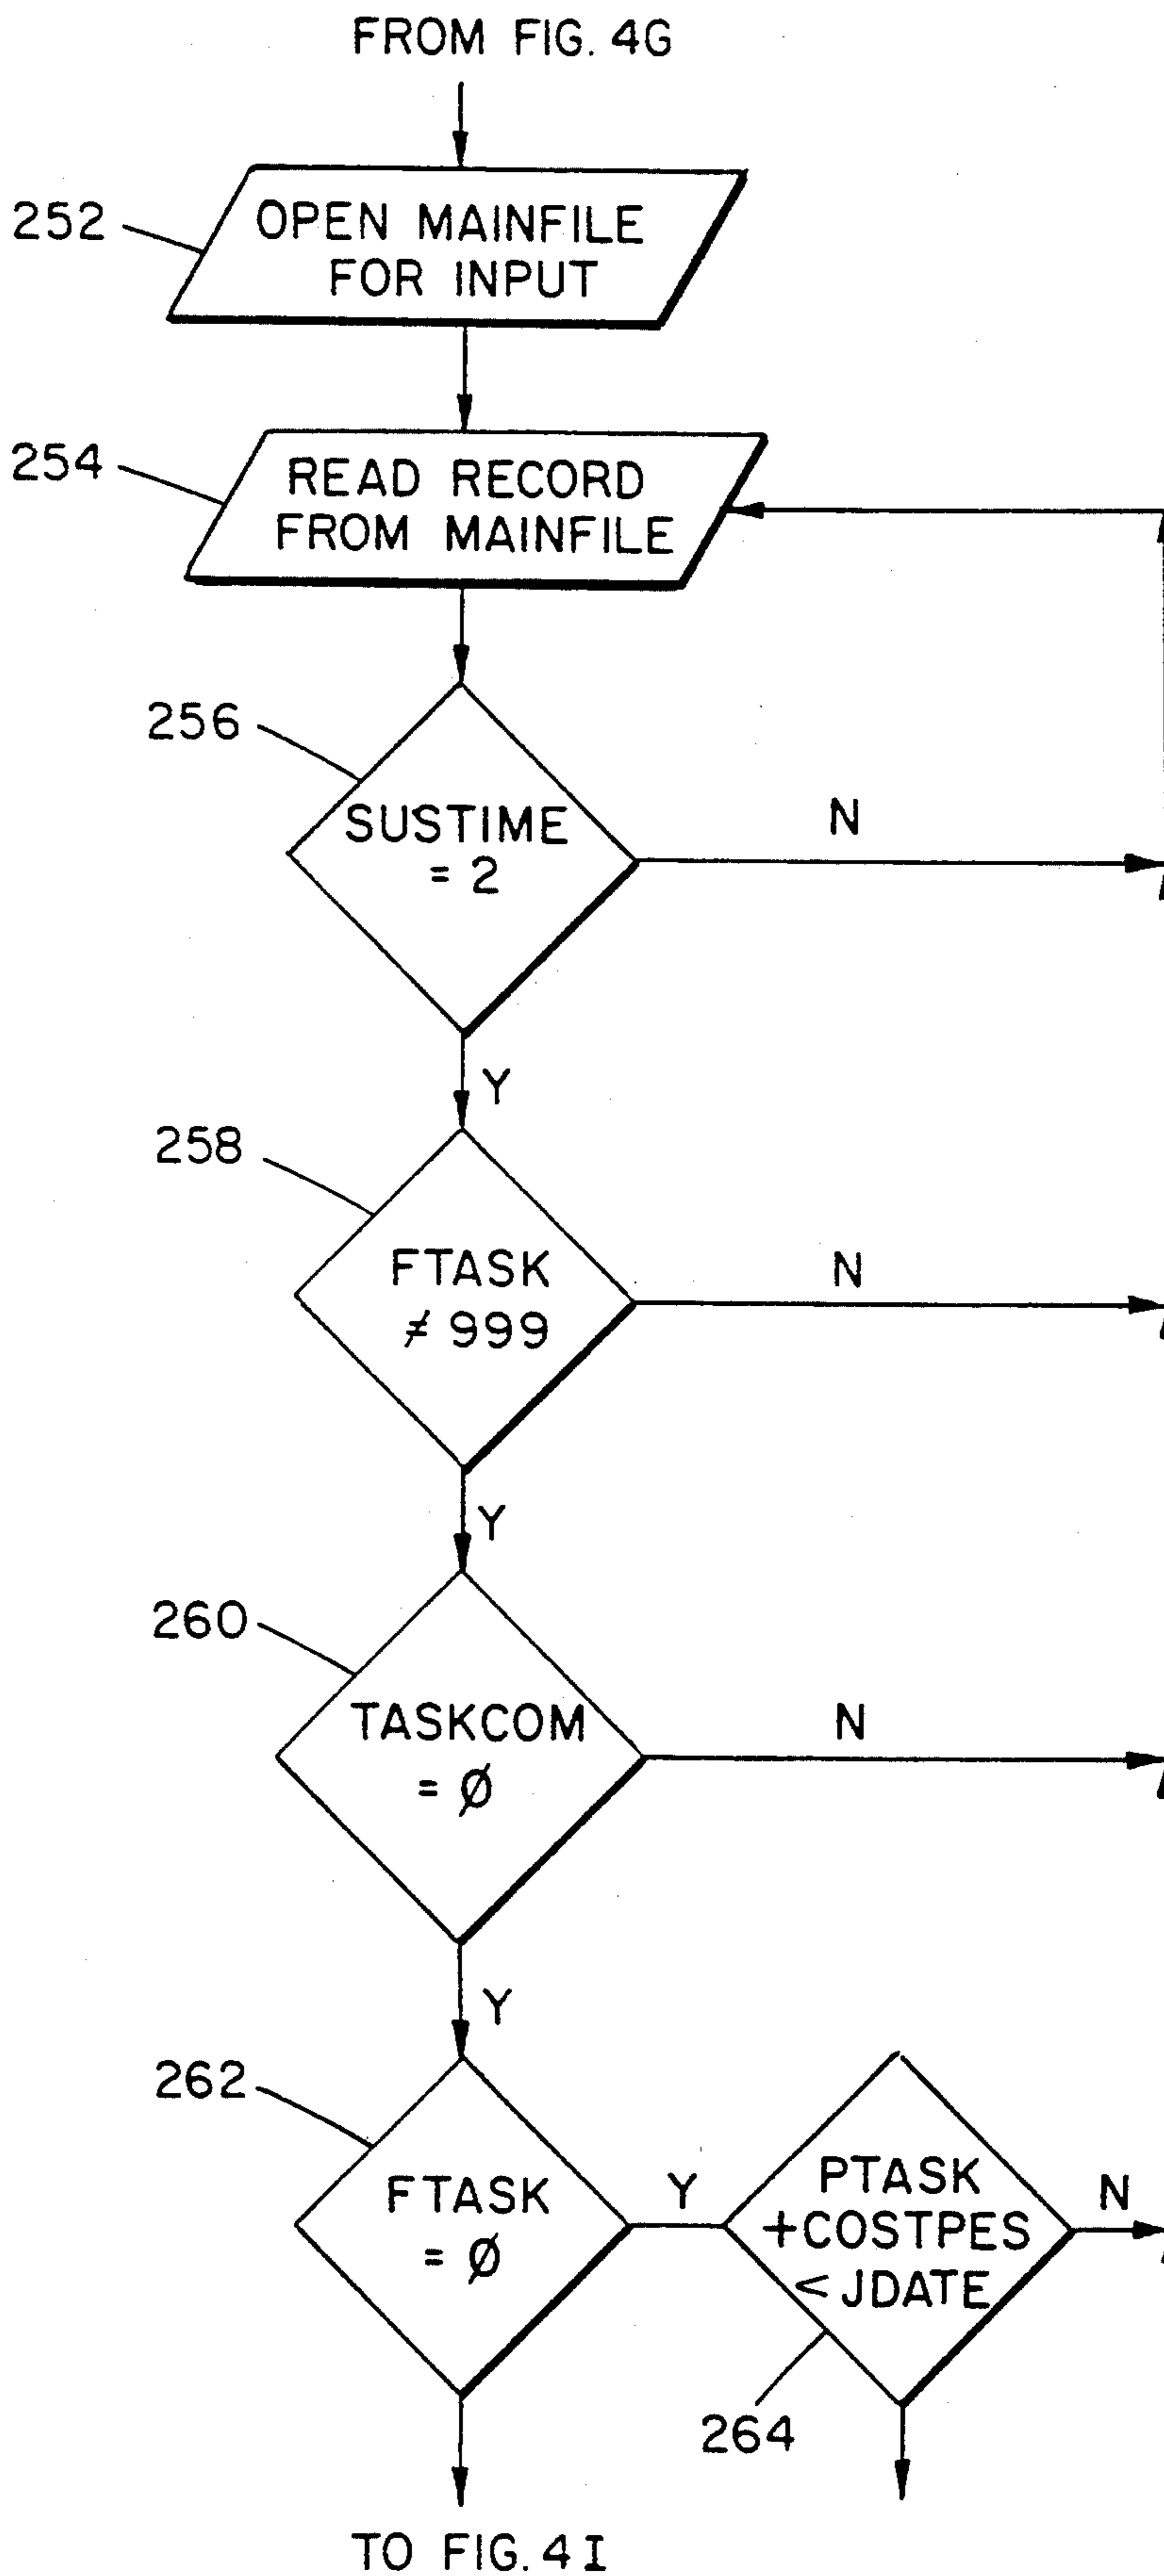 FROM FIG. 4G
252
OPEN MAINFILE
FOR INPUT
254
READ RECORD
FROM MAINFILE
256
SUSTIME
= 2
N
Y
258
FTASK
≠ 999
N
Y
260
TASKCOM
= Ø
N
Y
262
FTASK
= Ø
Y
PTASK
+COSTPES
< JDATE
N
264
TO FIG. 4I